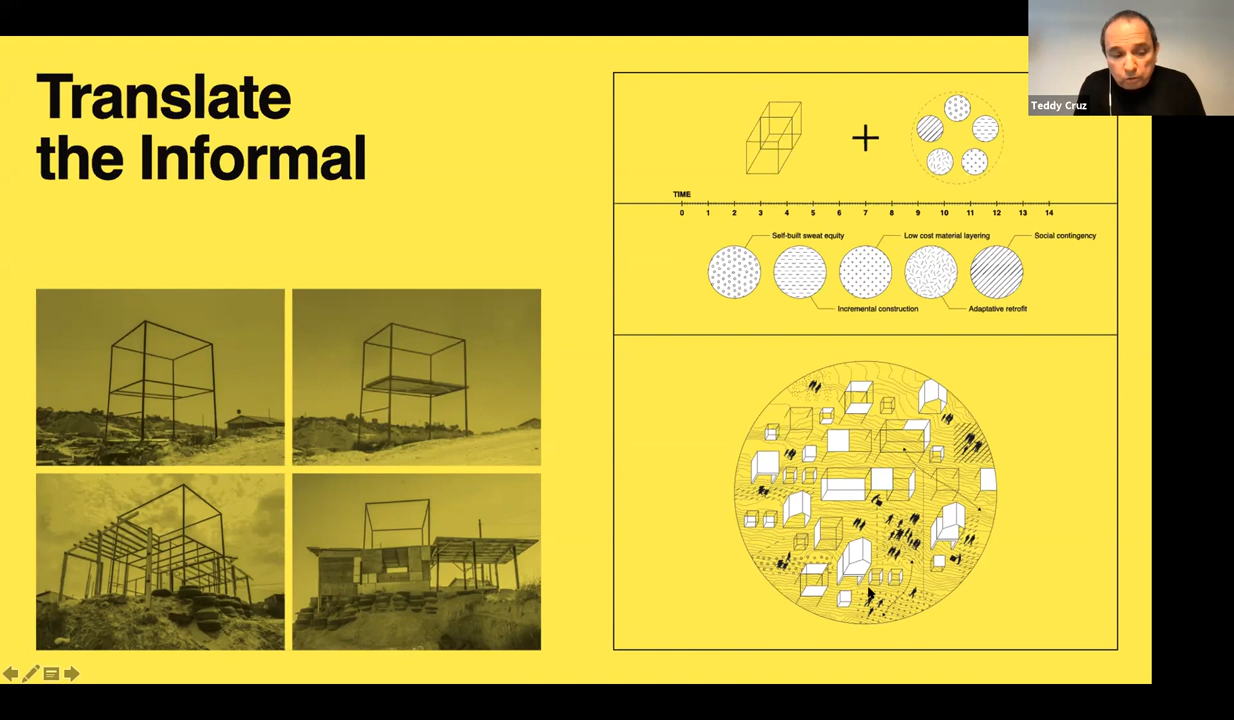 Translate
the Informal
Teddy Cruz
TIME
0 1 2 3 4 5 6 7 8 9 10 11 12 13 14
Self-built sweat equity
Low cost material layering
Social contingency
Incremental construction
Adaptative retrofit